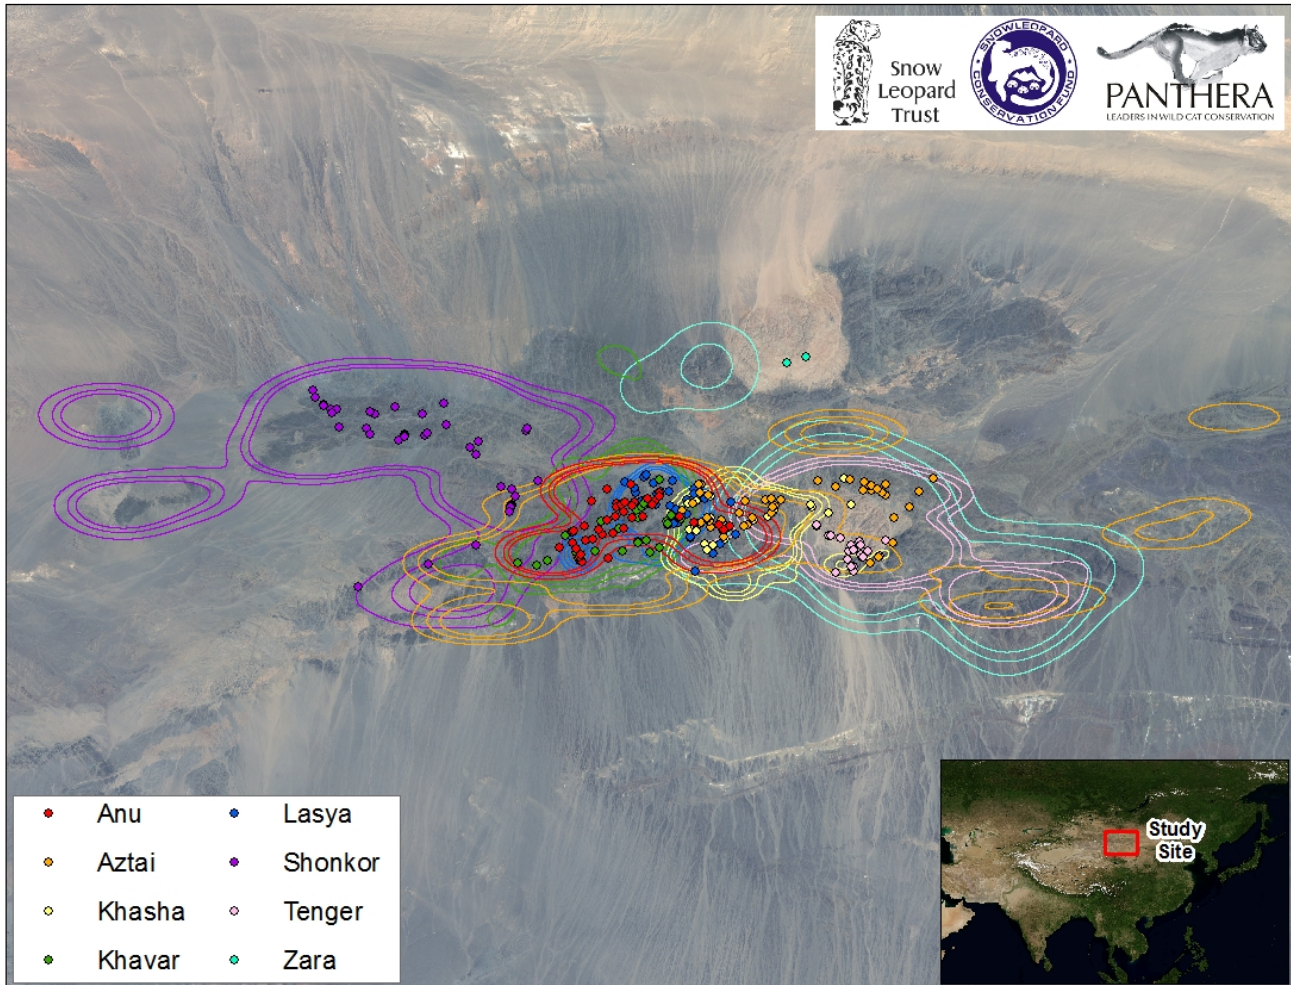 Snow
Leopard
Trust
SNOW LEOPARD
CONSERVATION FUND
PANTHERA
LEADERS IN WILD CAT CONSERVATION
Study
Site
Anu
Lasya
Aztai
Shonkor
Khasha
Tenger
Khavar
Zara